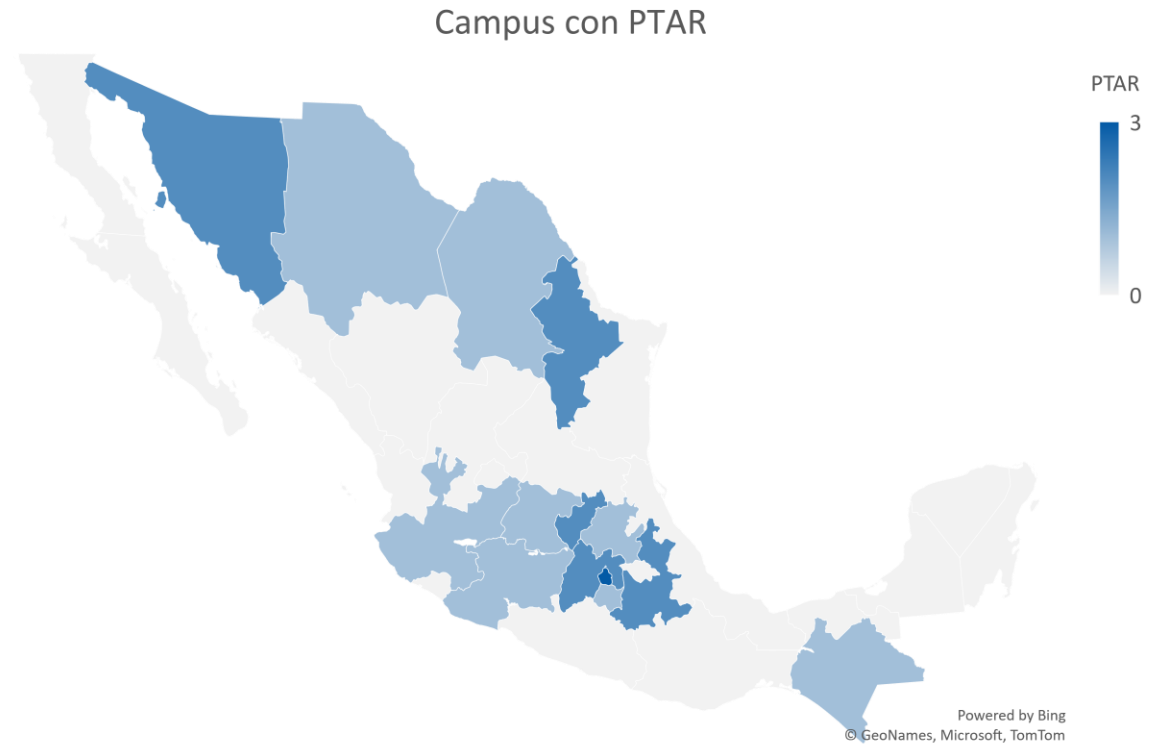 Campus con PTAR
PTAR
3
0
Powered by Bing
© GeoNames, Microsoft, TomTom